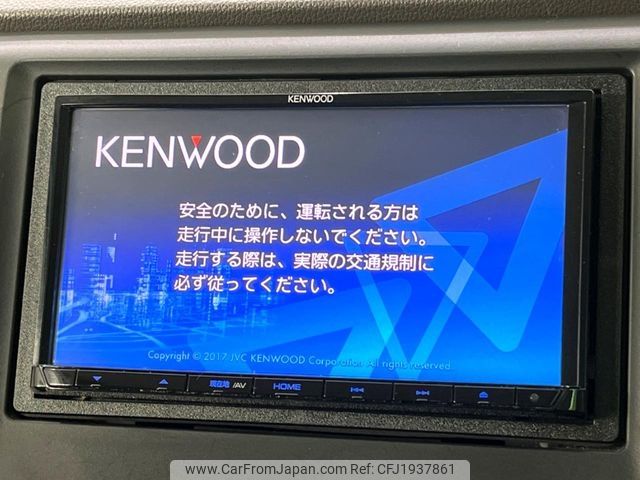 KENWOOD
KENWOOD
安全のために、運転される方は
走行中に操作しないでください。
走行する際は、実際の交通規制に
必ず従ってください。
Copyright © 2017 JVC KENWOOD Corporation All rights reserved.
現在地 /AV HOME
www.CarFromJapan.com | Ref. No: CFJ1937861